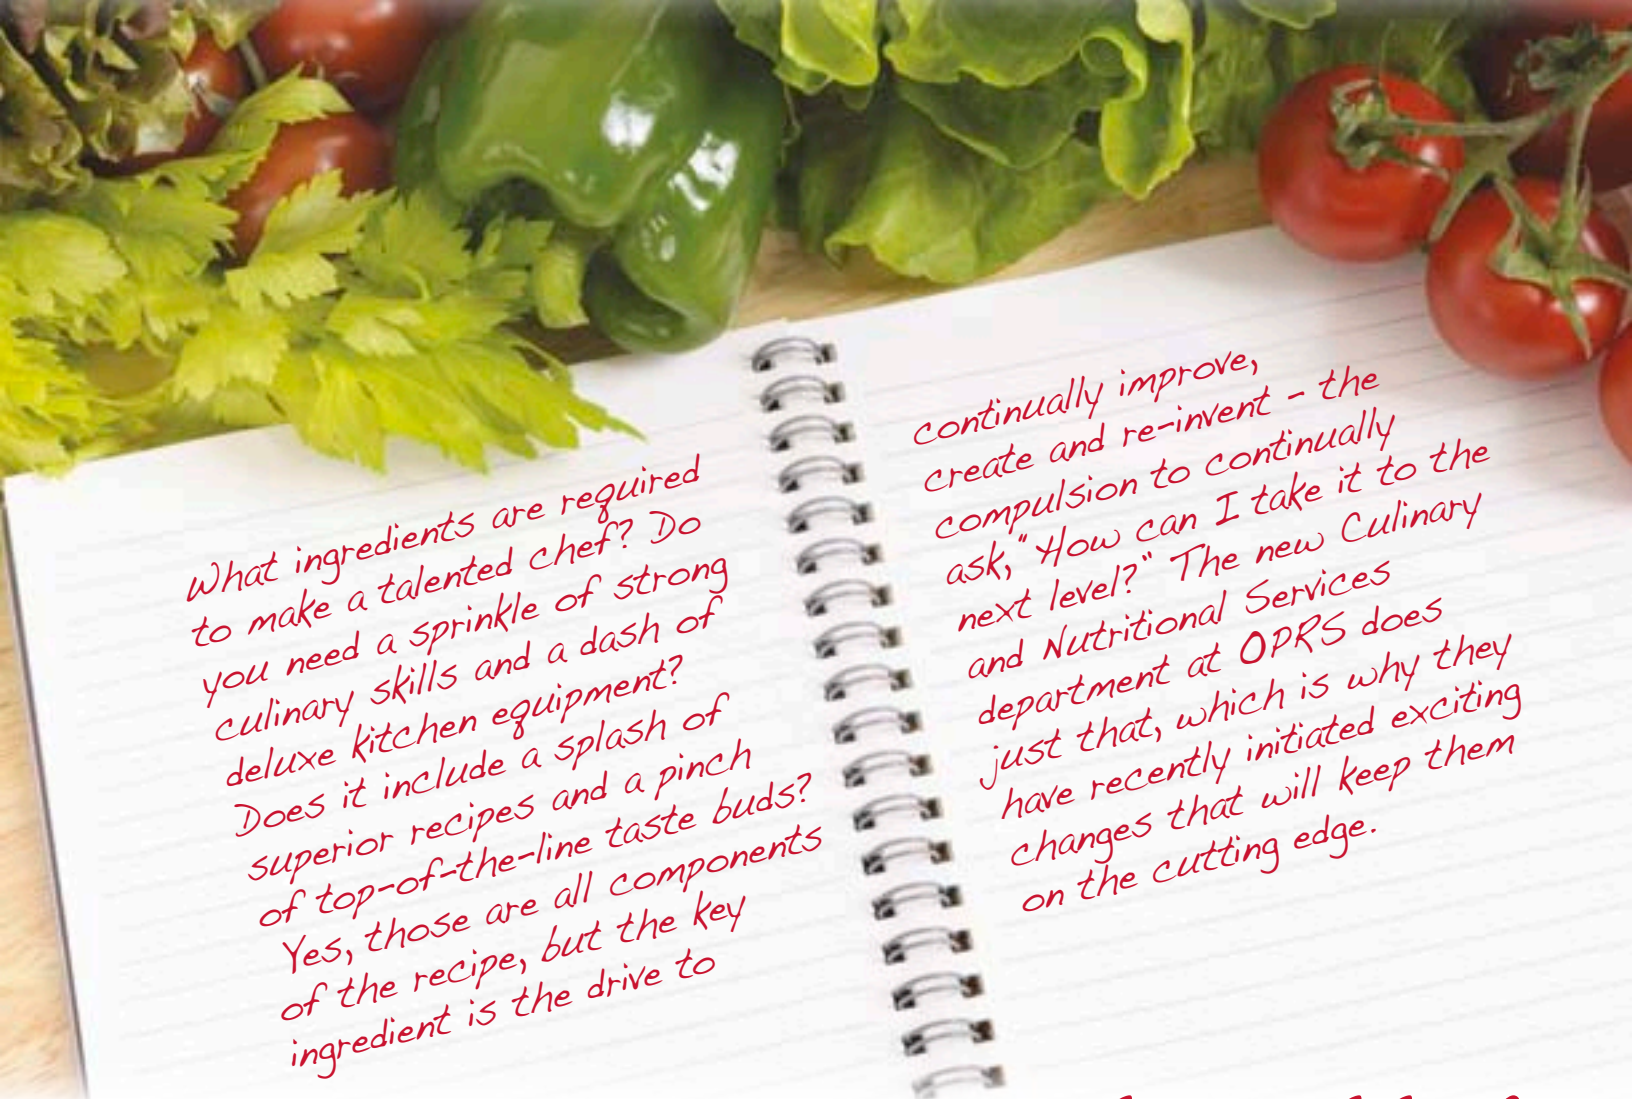 What ingredients are required
to make a talented chef? Do
you need a sprinkle of strong
culinary skills and a dash of
deluxe kitchen equipment?
Does it include a splash of
superior recipes and a pinch
of top-of-the-line taste buds?
Yes, those are all components
of the recipe, but the key
ingredient is the drive to
continually improve,
create and re-invent - the
compulsion to continually
ask, "How can I take it to the
next level?" The new Culinary
and Nutritional Services
department at OPRS does
just that, which is why they
have recently initiated exciting
changes that will keep them
on the cutting edge.